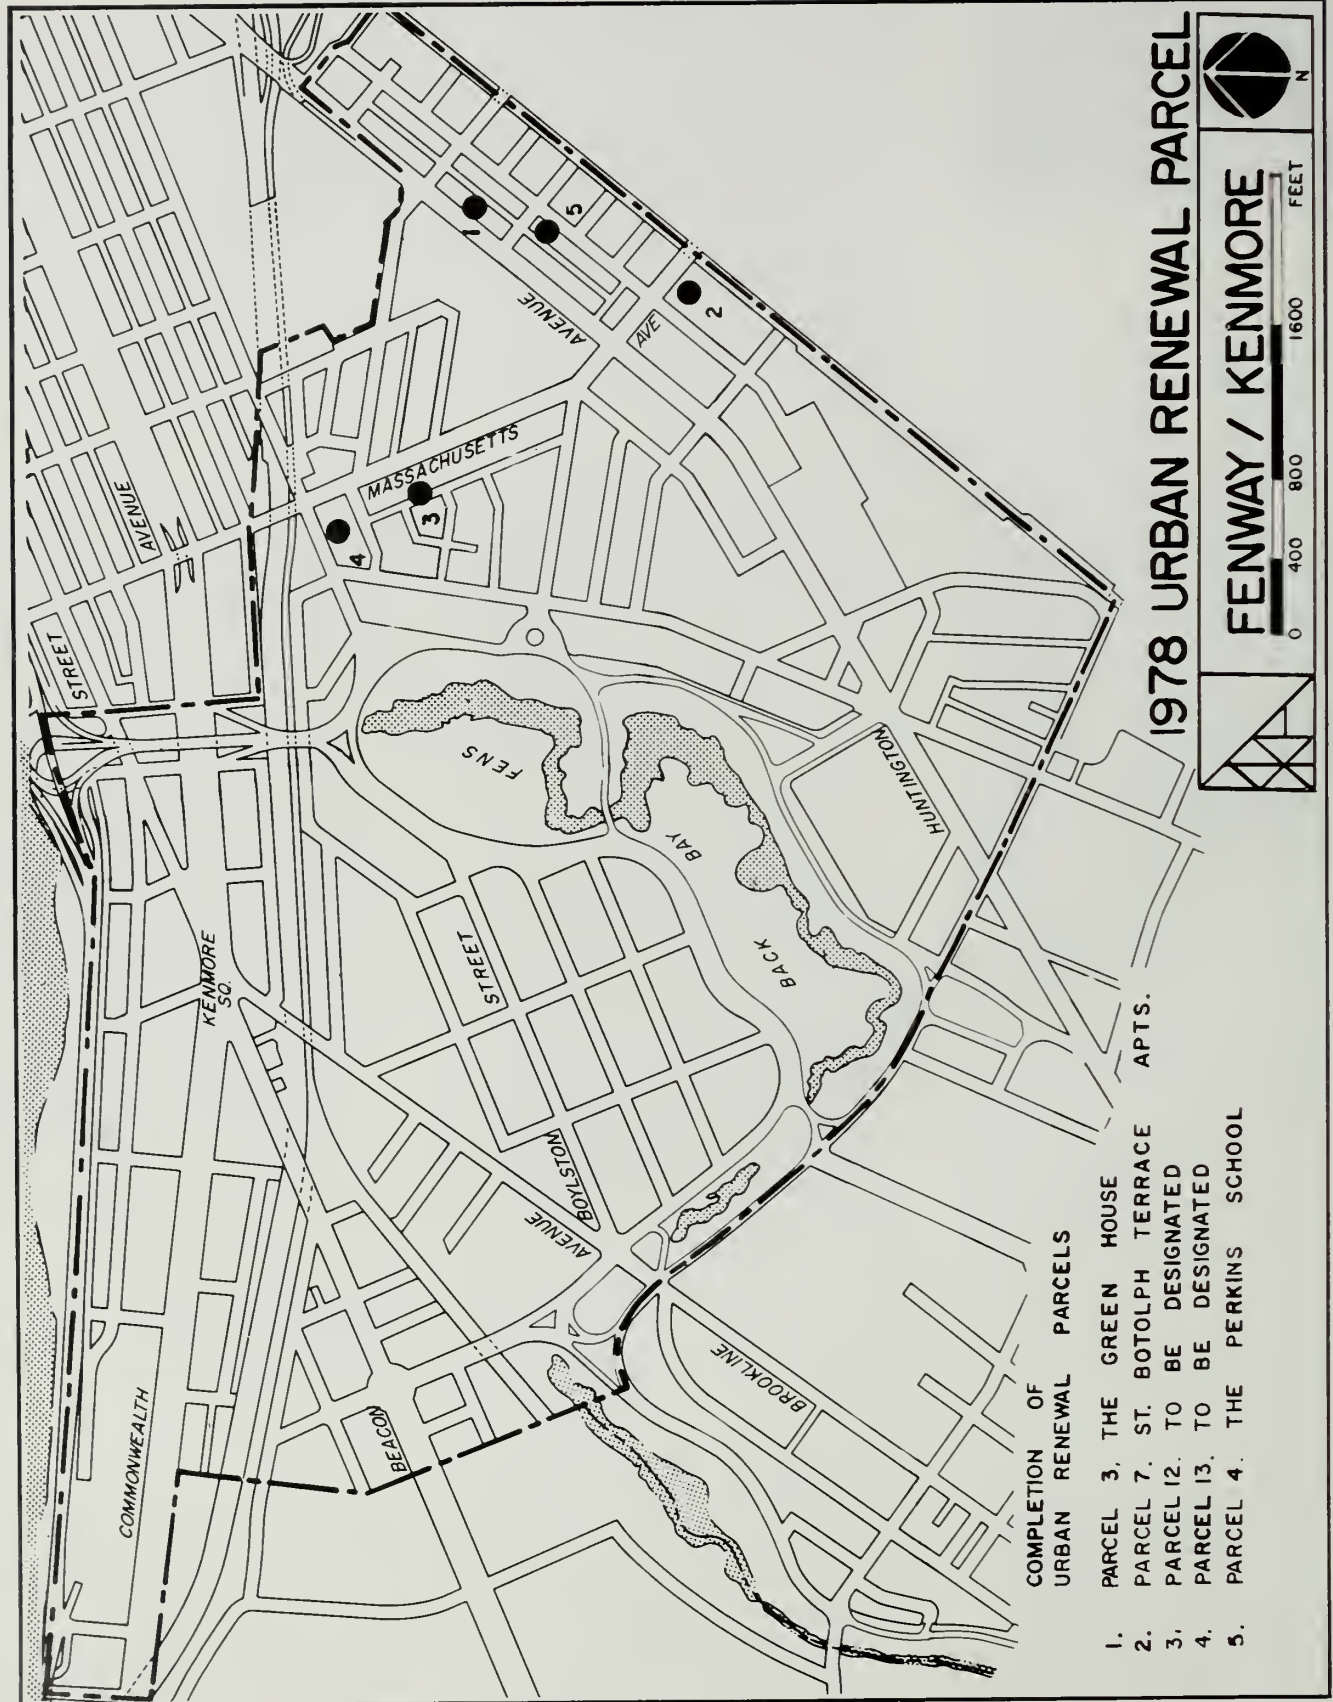 1978 URBAN RENEWAL PARCEL
FENWAY / KENMORE
0 400 800 1600 FEET
N
COMPLETION OF
URBAN RENEWAL PARCELS
1. PARCEL 3. THE GREEN HOUSE
2. PARCEL 7. ST. BOTOLPH TERRACE APTS.
3. PARCEL 12. TO BE DESIGNATED
4. PARCEL 13. TO BE DESIGNATED
5. PARCEL 4. THE PERKINS SCHOOL
COMMONWEALTH
AVENUE
BEACON
STREET
KENMORE
SQ.
BROOKLINE
AVENUE
BOYLSTON
STREET
BACK
BAY
FENS
HUNTINGTON
AVENUE
MASSACHUSETTS
AVE
1
2
3
4
5